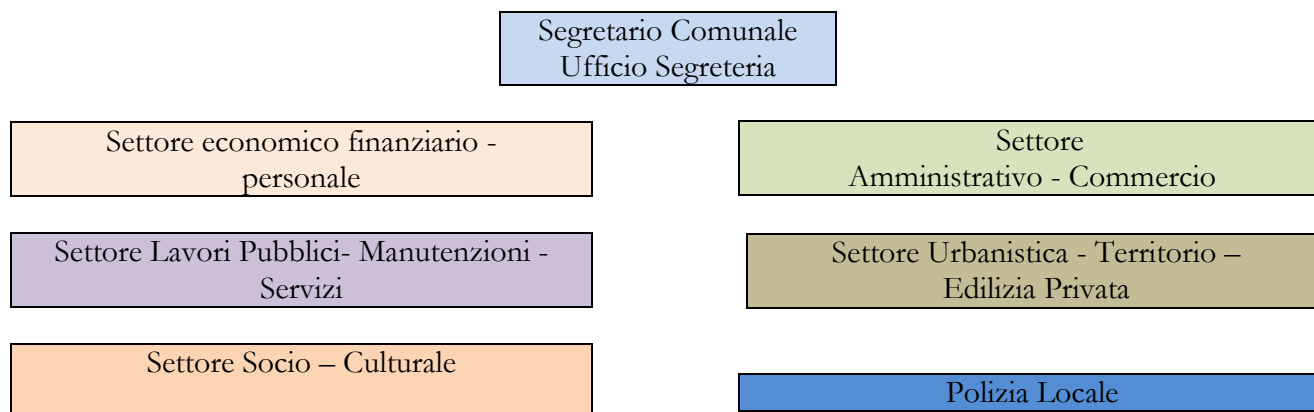 Segretario Comunale
Ufficio Segreteria
Settore economico finanziario -
personale
Settore
Amministrativo - Commercio
Settore Lavori Pubblici- Manutenzioni -
Servizi
Settore Urbanistica - Territorio –
Edilizia Privata
Settore Socio – Culturale
Polizia Locale